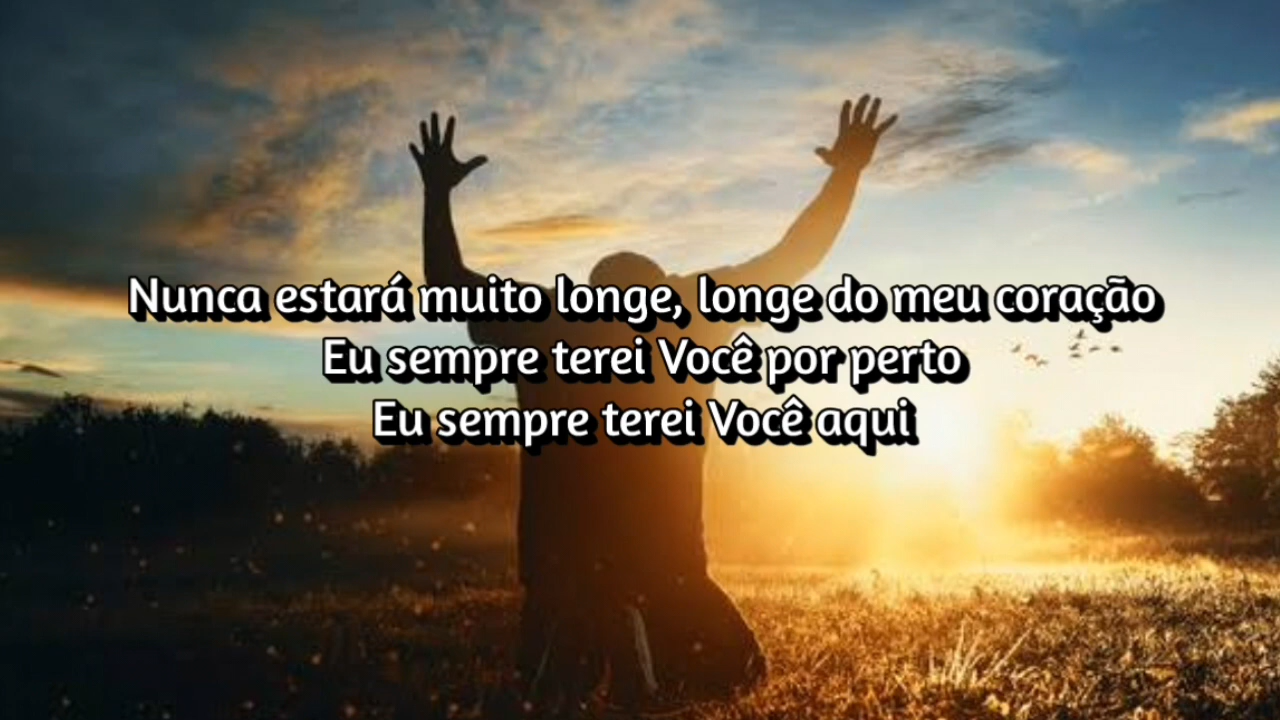 Nunca estará muito longe, longe do meu coração
Eu sempre terei Você por perto
Eu sempre terei Você aqui